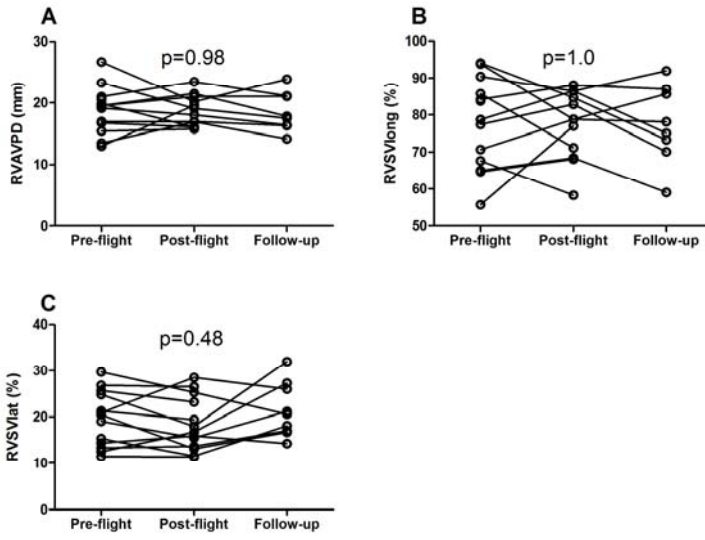 A
p=0.98
RVAVPD (mm)
30
20
10
0
Pre-flight Post-flight Follow-up
B
p=1.0
RVSVlong (%)
100
90
80
70
60
50
Pre-flight Post-flight Follow-up
C
p=0.48
RVSVlat (%)
40
30
20
10
0
Pre-flight Post-flight Follow-up